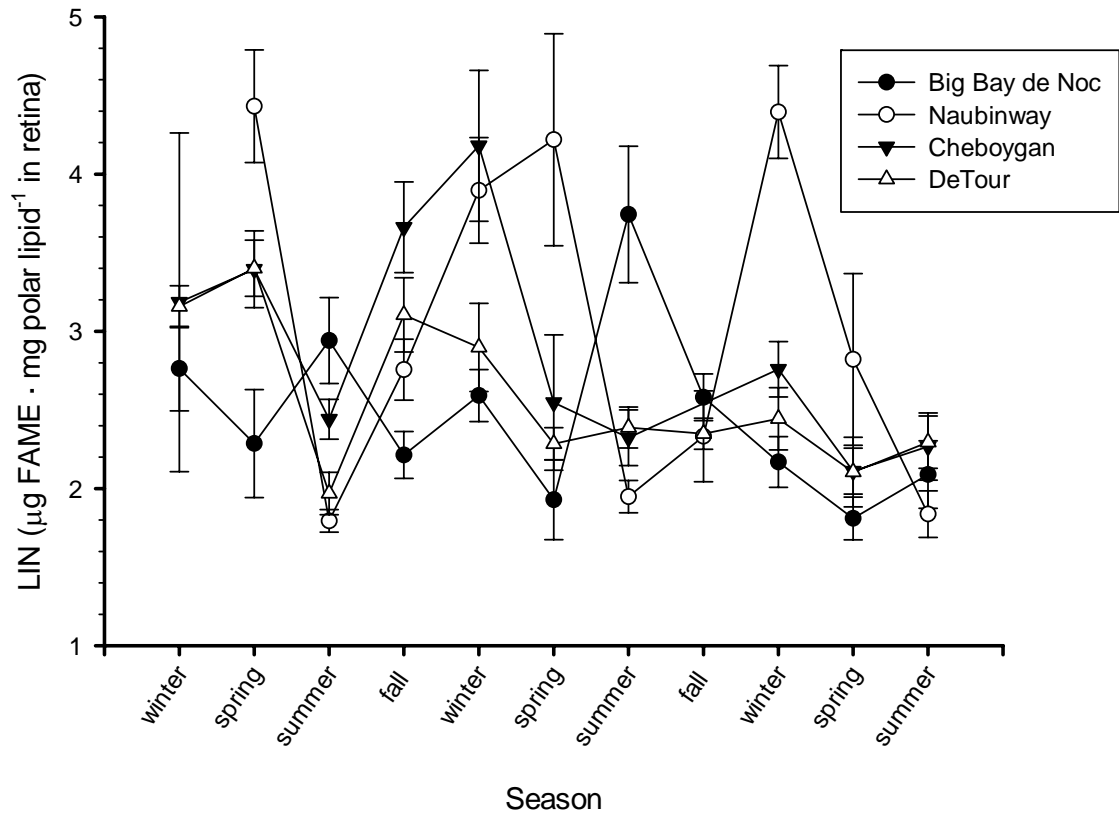 5
4
3
2
1
LIN (μg FAME · mg polar lipid⁻¹ in retina)
Big Bay de Noc
Naubinway
Cheboygan
DeTour
winter
spring
summer
fall
winter
spring
summer
fall
winter
spring
summer
Season